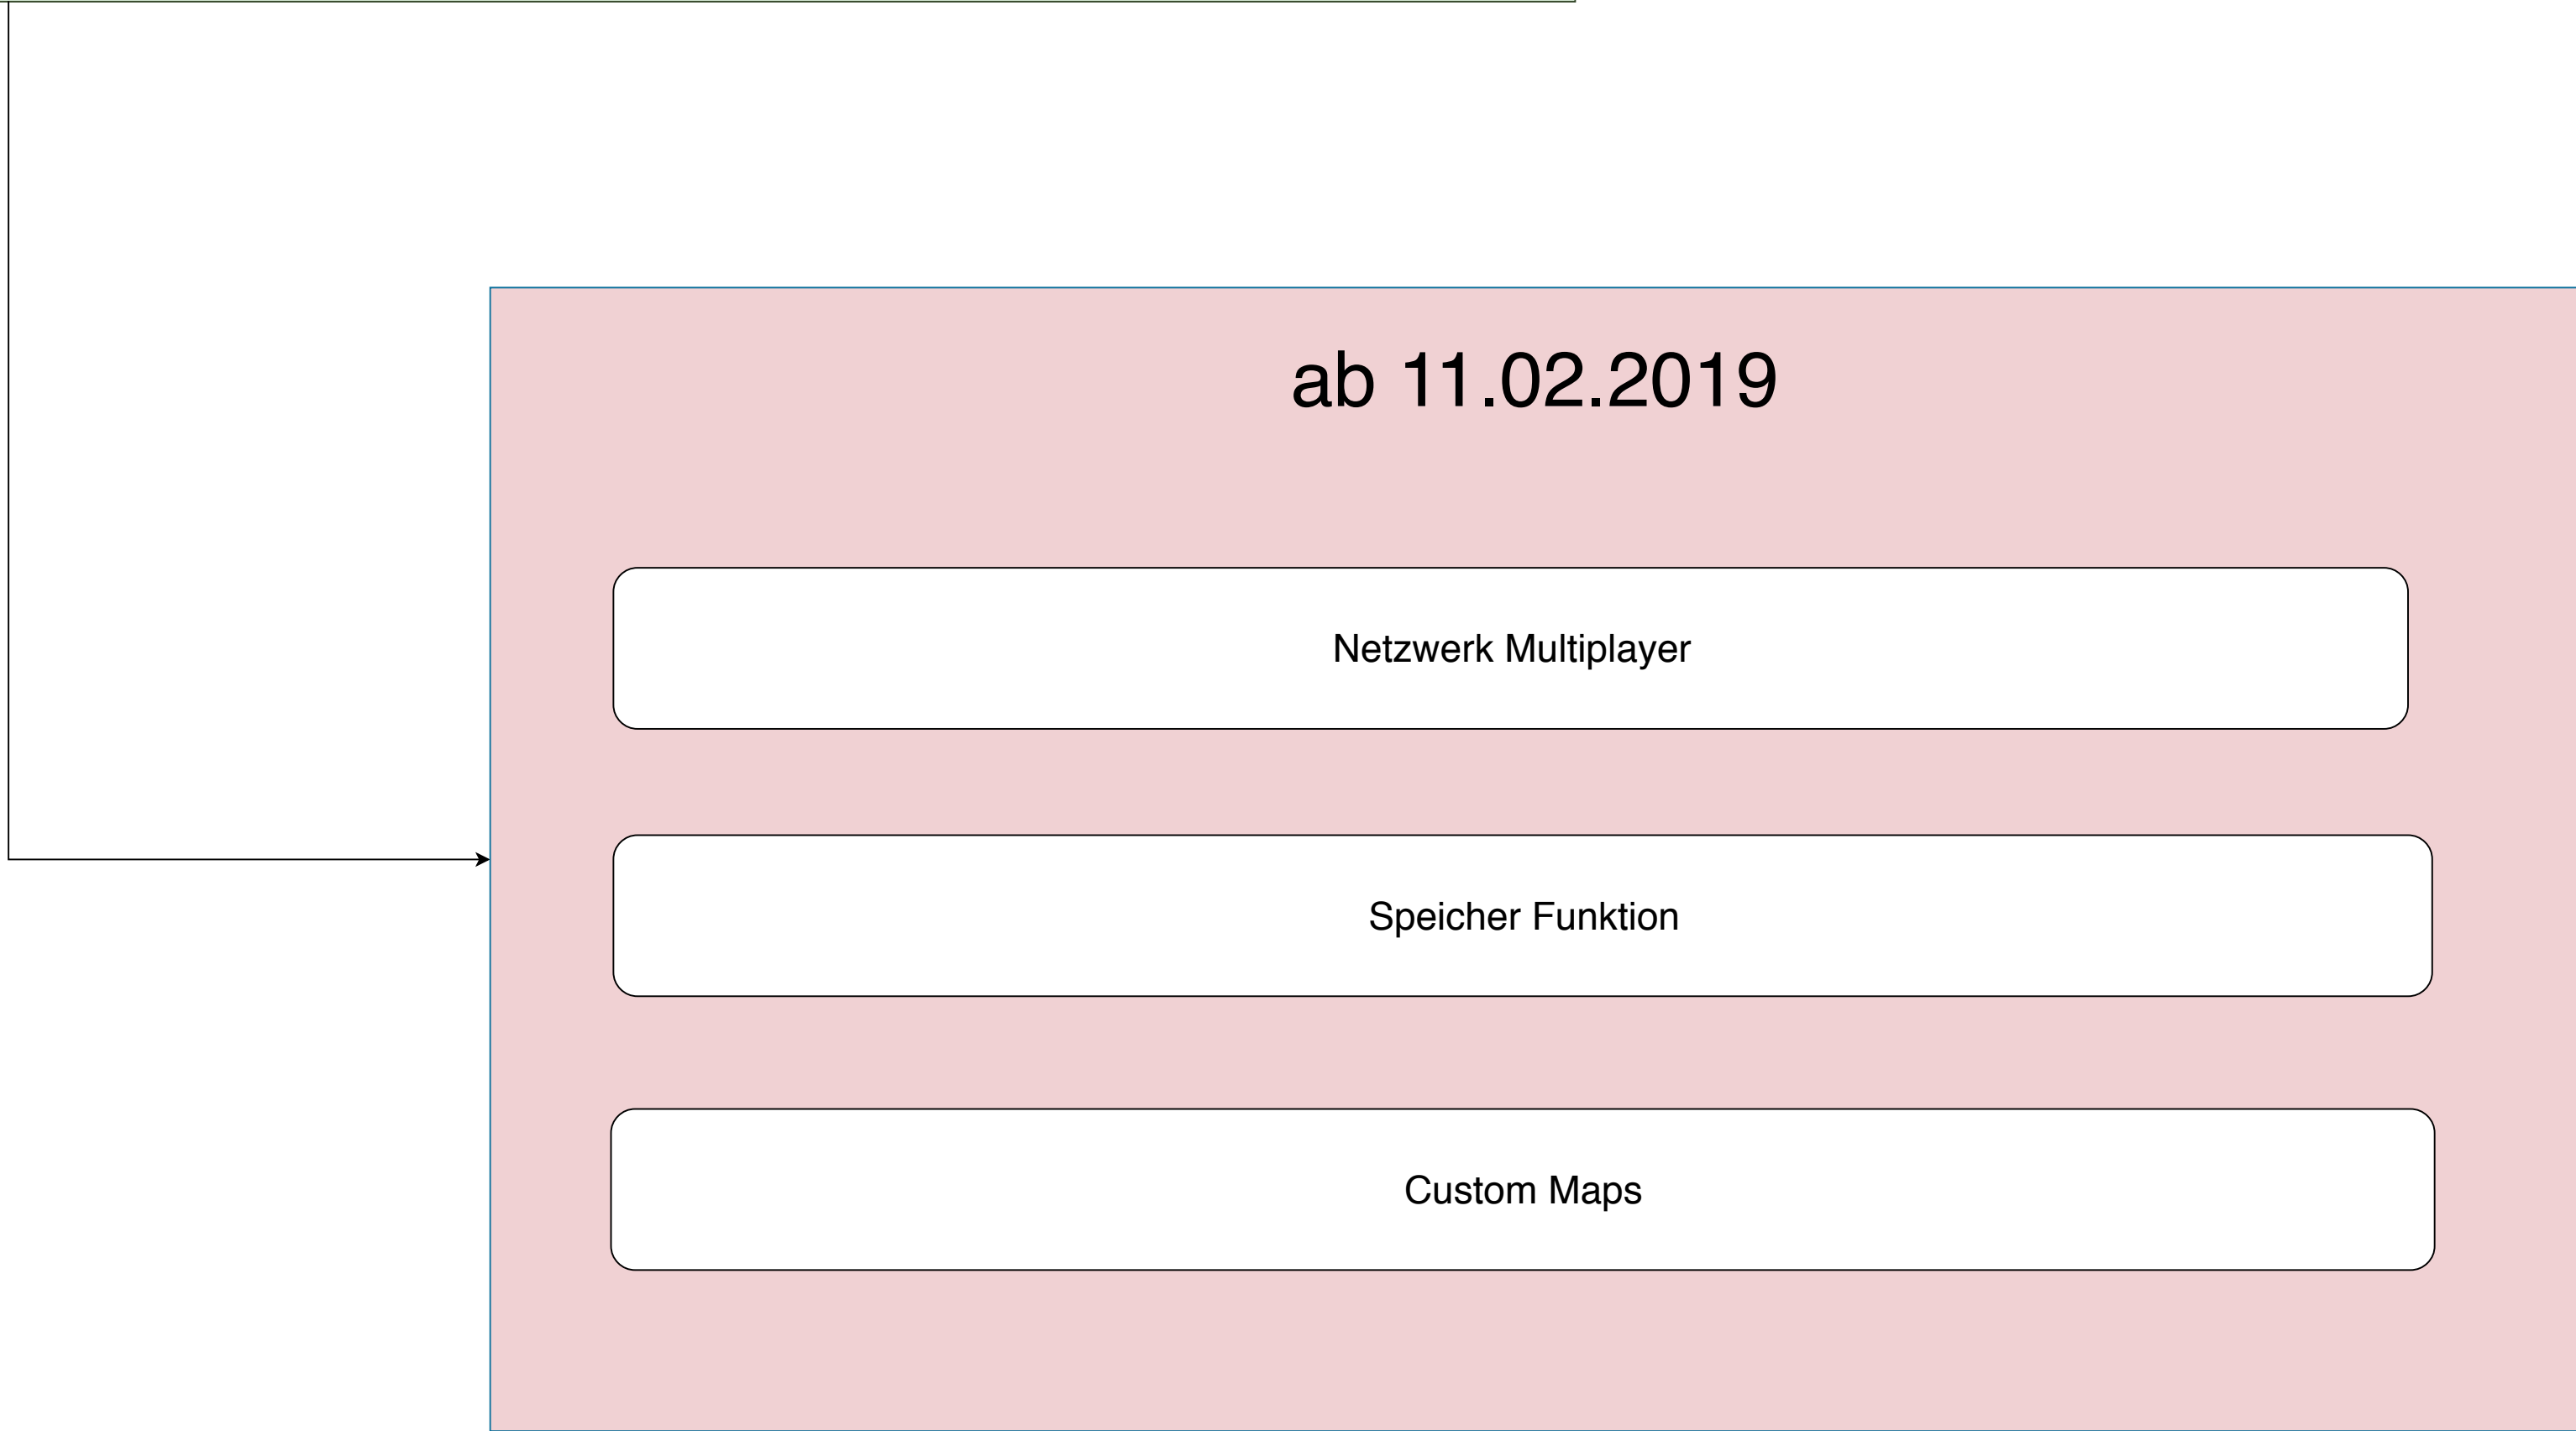 ab 11.02.2019
Netzwerk Multiplayer
Speicher Funktion
Custom Maps